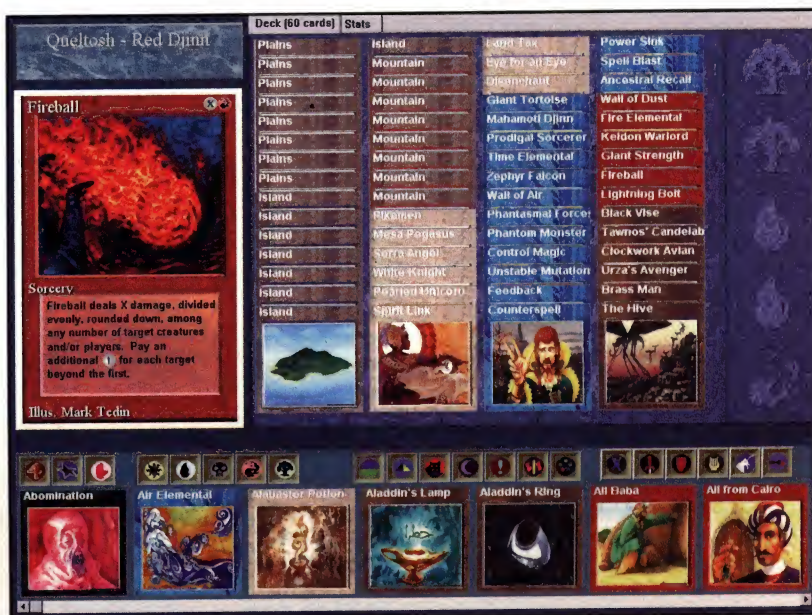 Queltosh - Red Djinn
Fireball
X
Sorcery
Fireball deals X damage, divided
evenly, rounded down, among
any number of target creatures
and/or players. Pay an
additional 1 for each target
beyond the first.
Illus. Mark Tedin
Deck (60 cards) Stats
Plains
Plains
Plains
Plains
Plains
Plains
Plains
Plains
Island
Island
Island
Island
Island
Island
Island
Island
Mountain
Mountain
Mountain
Mountain
Mountain
Mountain
Mountain
Mountain
Pikemen
Mesa Pegasus
Serra Angel
White Knight
Pearled Unicorn
Spirit Link
Land Tax
Eye for an Eye
Disenchant
Giant Tortoise
Mahamoti Djinn
Prodigal Sorcerer
Time Elemental
Zephyr Falcon
Wall of Air
Phantasmal Force
Phantom Monster
Control Magic
Unstable Mutation
Feedback
Counterspell
Power Sink
Spell Blast
Ancestral Recall
Wall of Dust
Fire Elemental
Keldon Warlord
Giant Strength
Fireball
Lightning Bolt
Black Vise
Tawnos' Candelab
Clockwork Avian
Urza's Avenger
Brass Man
The Hive
Abomination
Air Elemental
Alabaster Potion
Aladdin's Lamp
Aladdin's Ring
Ali Baba
Ali from Cairo